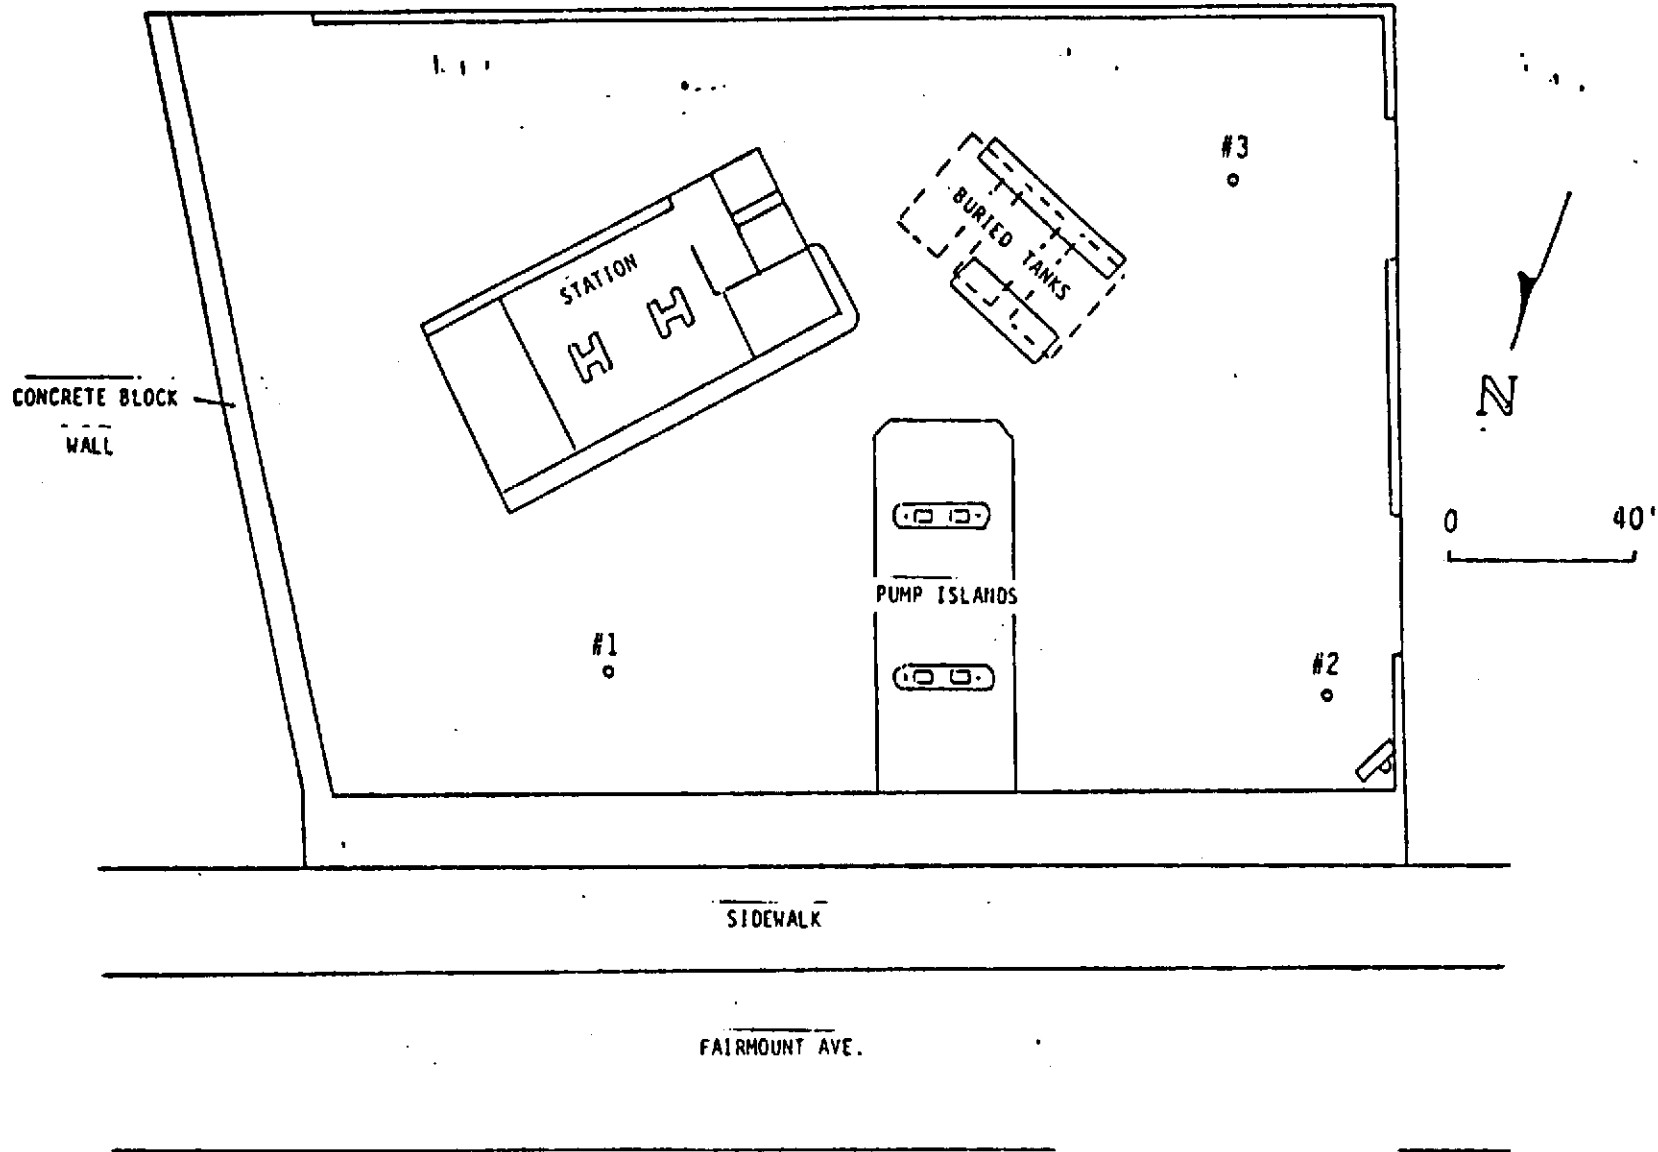 #3
BURIED TANKS
STATION
CONCRETE BLOCK
WALL
N
0 40'
PUMP ISLANDS
#1
#2
SIDEWALK
FAIRMOUNT AVE.